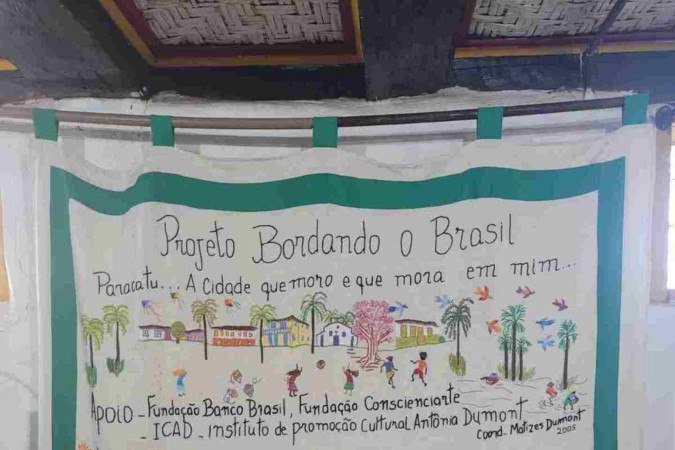 Projeto Bordando o Brasil
Paracatu... A Cidade que moro e que mora em mim...
Apoio - Fundação Banco Brasil, Fundação Conscienciarte
- ICAD - instituto de promoção Cultural Antônia Dumont
Coord. Matizes Dumont
2005